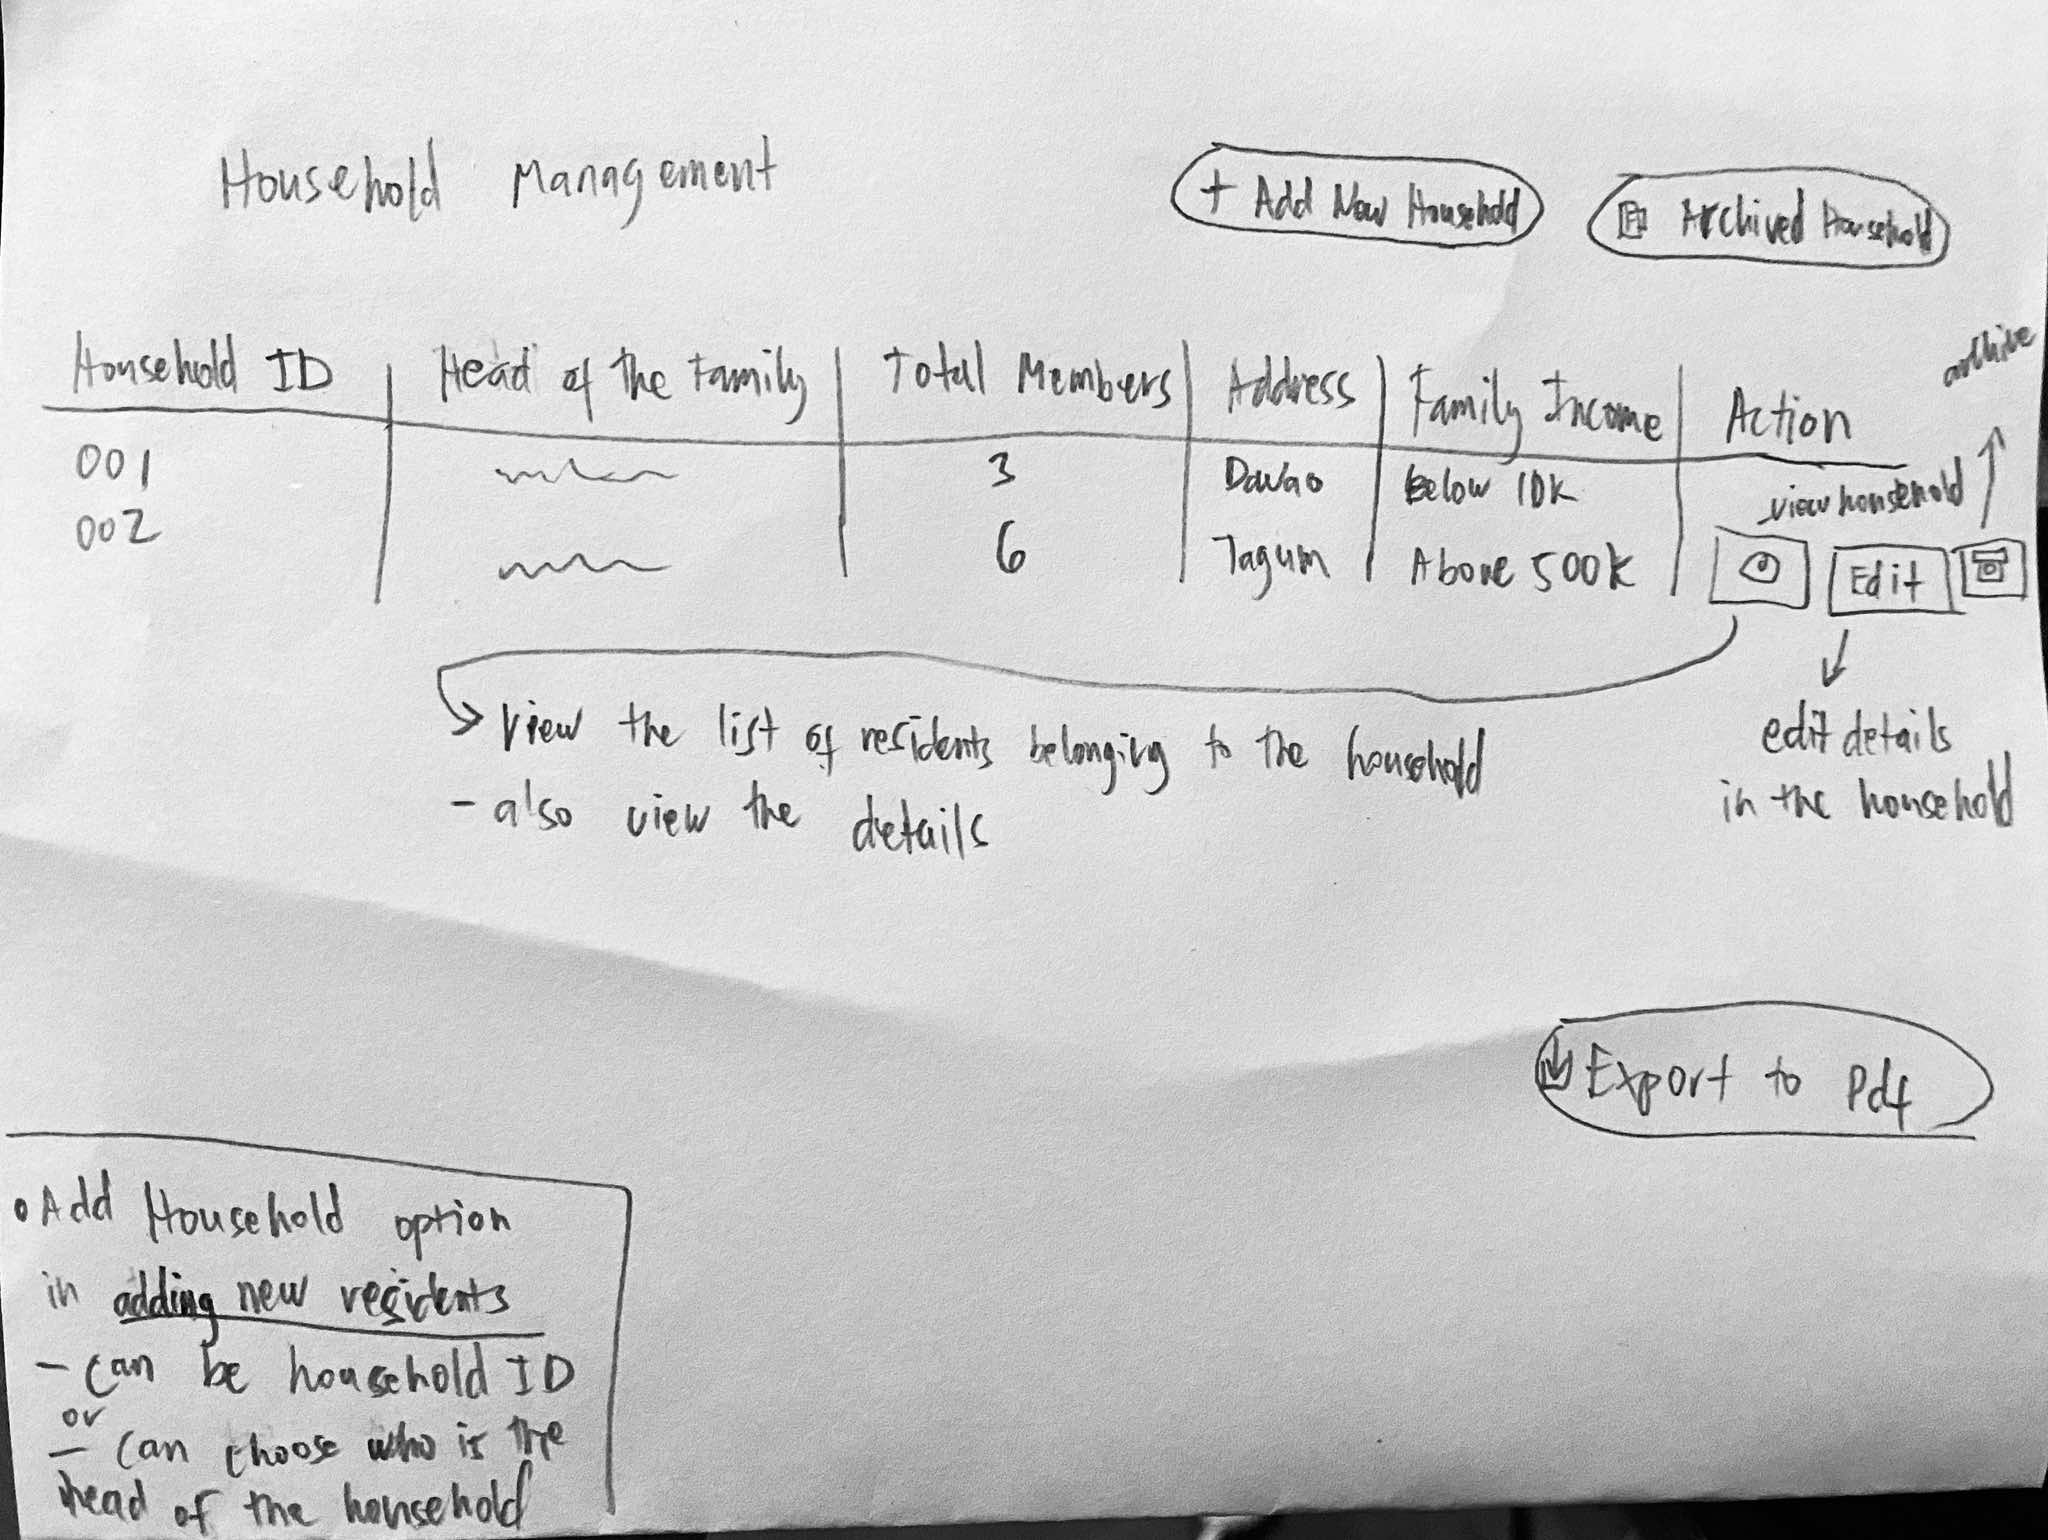 Household Management
+ Add New Household
Archived Household
Household ID | Head of the Family | Total Members | Address | Family Income | Action
archive
001 3 Davao Below 10k
view household
002 6 Tagum Above 500k
Edit
→ view the list of residents belonging to the household
- also view the details
edit details
in the household
Export to Pdf
• Add Household option
in adding new residents
- can be household ID
or
- can choose who is the
head of the household